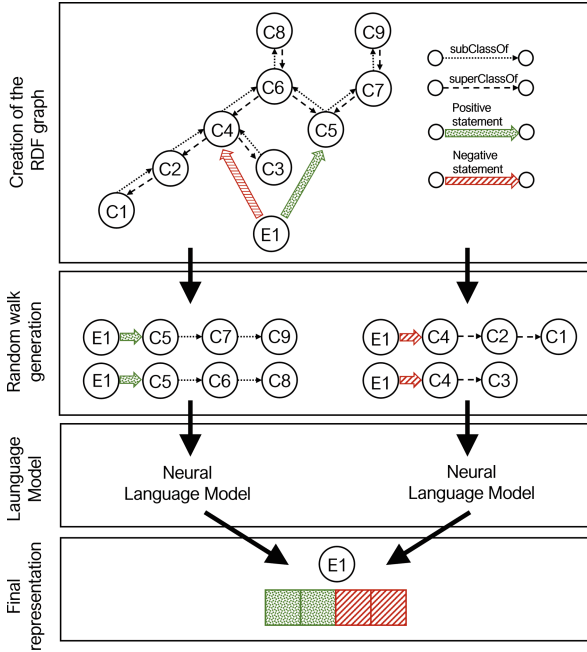 Creation of the
RDF graph
C8
C9
C6
C7
C4
C5
C2
C3
C1
E1
subClassOf
superClassOf
Positive
statement
Negative
statement
Random walk
generation
E1 C5 C7 C9
E1 C5 C6 C8
E1 C4 C2 C1
E1 C4 C3
Launguage
Model
Neural
Language Model
Neural
Language Model
Final
representation
E1